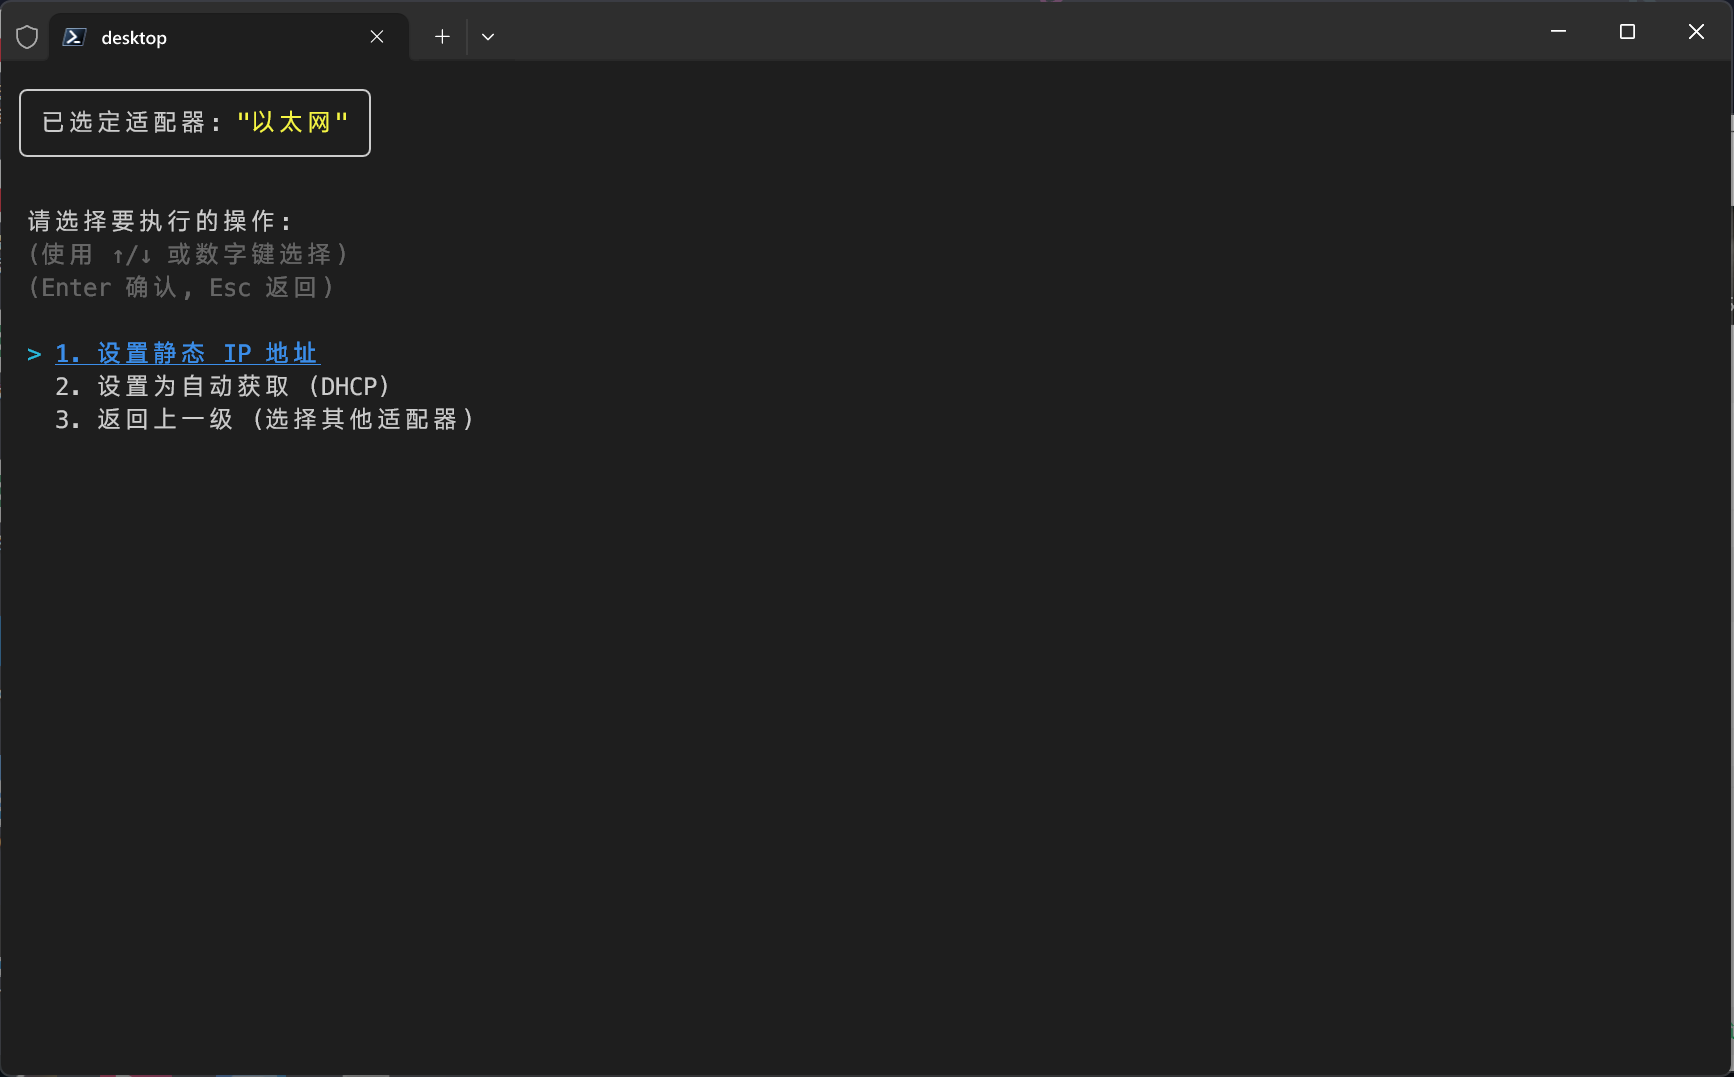 desktop
已选定适配器: "以太网"
请选择要执行的操作:
(使用 ↑/↓ 或数字键选择)
(Enter 确认, Esc 返回)
> 1. 设置静态 IP 地址
2. 设置为自动获取 (DHCP)
3. 返回上一级 (选择其他适配器)